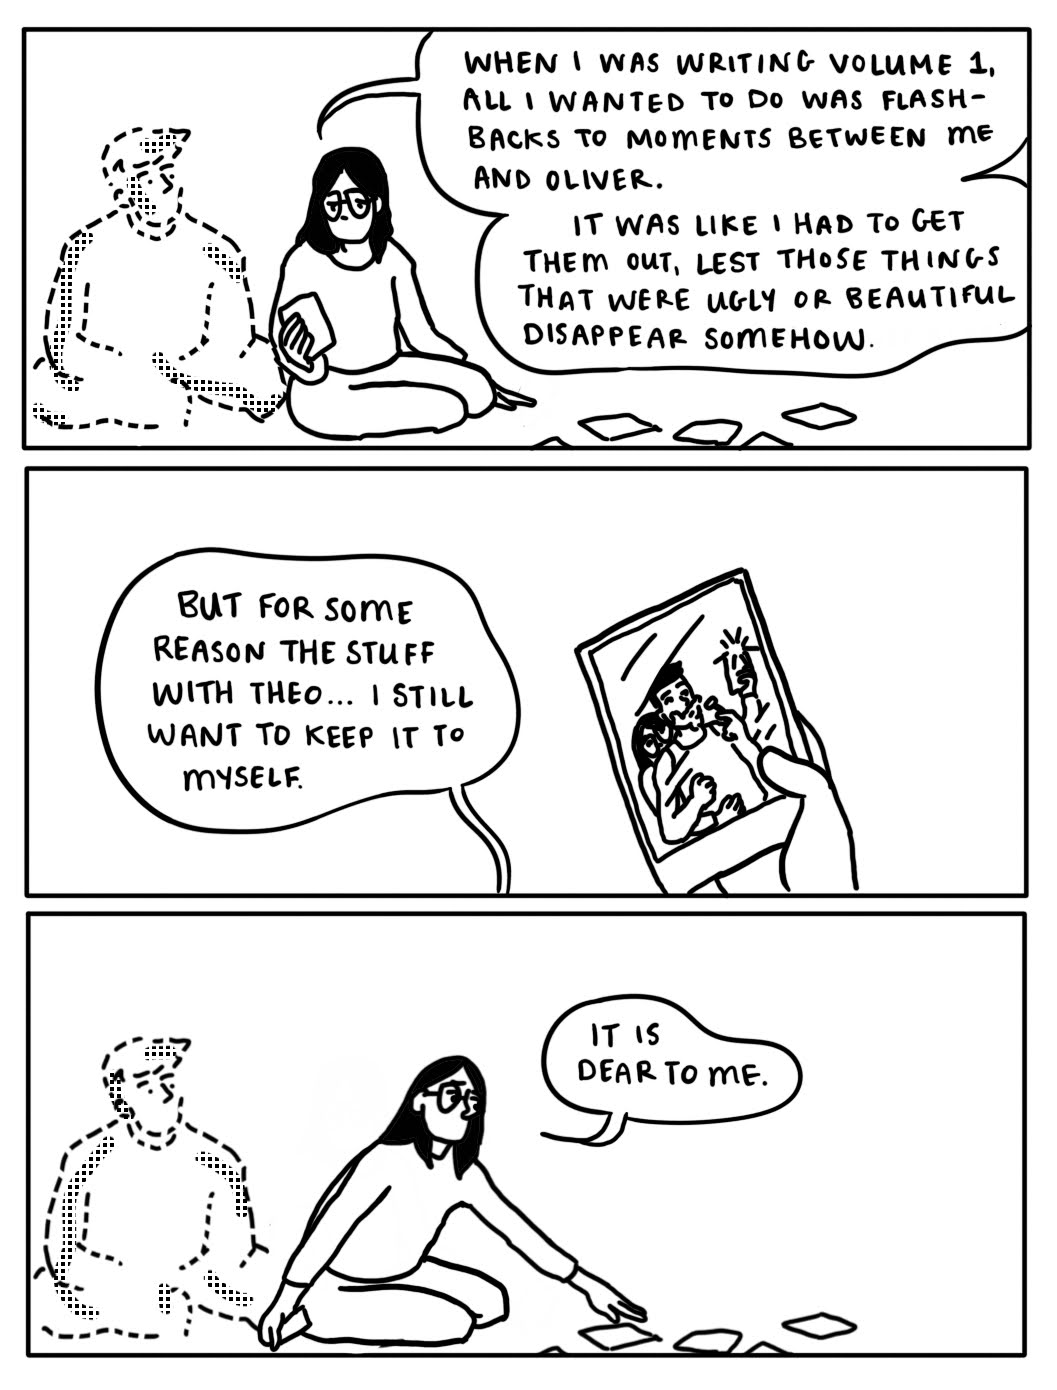 WHEN I WAS WRITING VOLUME 1,
ALL I WANTED TO DO WAS FLASH-
BACKS TO MOMENTS BETWEEN ME
AND OLIVER.
IT WAS LIKE I HAD TO GET
THEM OUT, LEST THOSE THINGS
THAT WERE UGLY OR BEAUTIFUL
DISAPPEAR SOMEHOW.
BUT FOR SOME
REASON THE STUFF
WITH THEO... I STILL
WANT TO KEEP IT TO
MYSELF.
IT IS
DEAR TO ME.